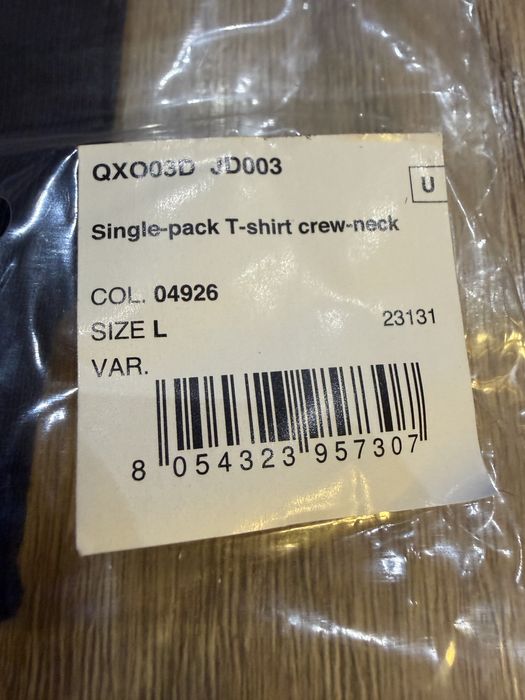 QXO03D JD003
U
Single-pack T-shirt crew-neck
COL. 04926
SIZE L
23131
VAR.
8 054323 957307